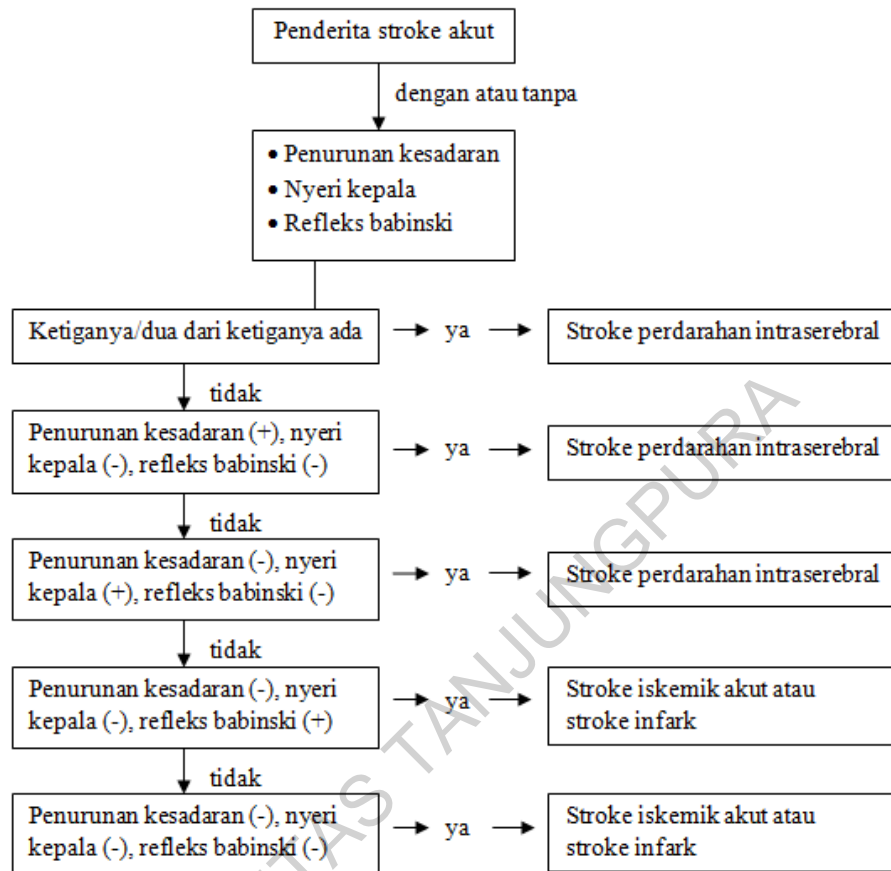 Penderita stroke akut
dengan atau tanpa
• Penurunan kesadaran
• Nyeri kepala
• Refleks babinski
Ketiganya/dua dari ketiganya ada
ya
Stroke perdarahan intraserebral
tidak
Penurunan kesadaran (+), nyeri
kepala (-), refleks babinski (-)
ya
Stroke perdarahan intraserebral
tidak
Penurunan kesadaran (-), nyeri
kepala (+), refleks babinski (-)
ya
Stroke perdarahan intraserebral
tidak
Penurunan kesadaran (-), nyeri
kepala (-), refleks babinski (+)
ya
Stroke iskemik akut atau
stroke infark
tidak
Penurunan kesadaran (-), nyeri
kepala (-), refleks babinski (-)
ya
Stroke iskemik akut atau
stroke infark
TAS TANJUNGPURA